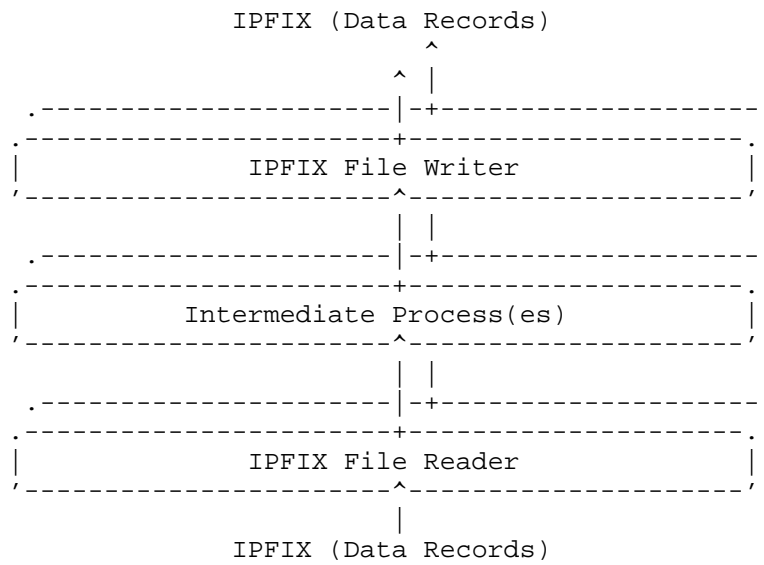 IPFIX (Data Records)
IPFIX File Writer
Intermediate Process(es)
IPFIX File Reader
IPFIX (Data Records)